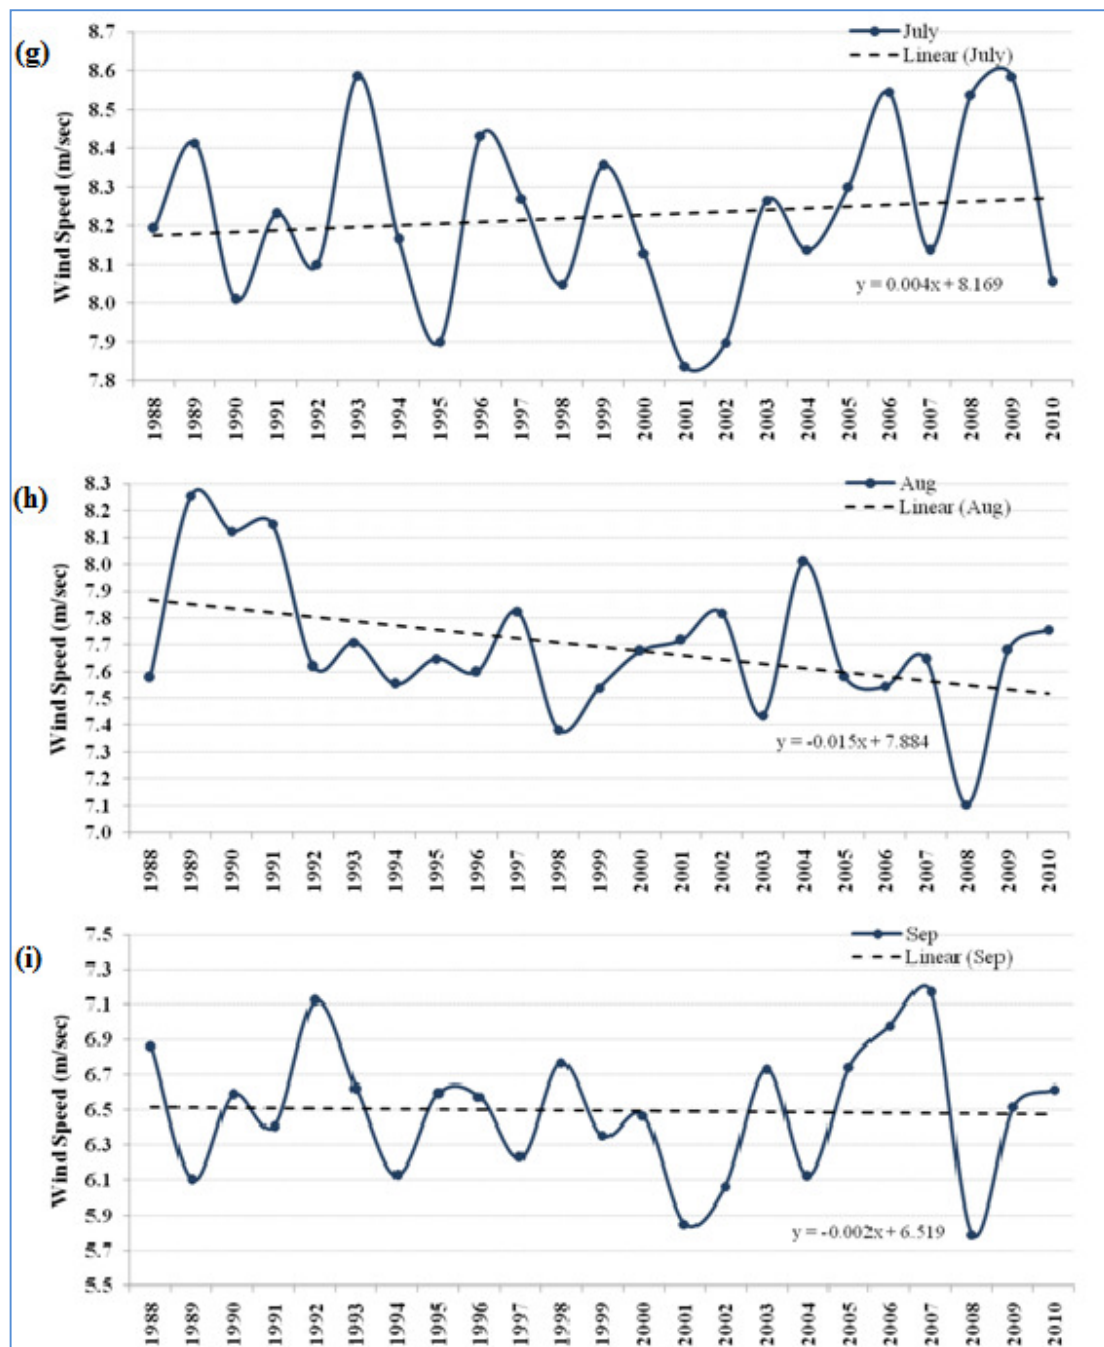 (g)
July
Linear (July)
Wind Speed (m/sec)
8.7
8.6
8.5
8.4
8.3
8.2
8.1
8.0
7.9
7.8
y = 0.004x + 8.169
1988 1989 1990 1991 1992 1993 1994 1995 1996 1997 1998 1999 2000 2001 2002 2003 2004 2005 2006 2007 2008 2009 2010
(h)
Aug
Linear (Aug)
Wind Speed (m/sec)
8.3
8.2
8.1
8.0
7.9
7.8
7.7
7.6
7.5
7.4
7.3
7.2
7.1
7.0
y = -0.015x + 7.884
1988 1989 1990 1991 1992 1993 1994 1995 1996 1997 1998 1999 2000 2001 2002 2003 2004 2005 2006 2007 2008 2009 2010
(i)
Sep
Linear (Sep)
Wind Speed (m/sec)
7.5
7.3
7.1
6.9
6.7
6.5
6.3
6.1
5.9
5.7
5.5
y = -0.002x + 6.519
1988 1989 1990 1991 1992 1993 1994 1995 1996 1997 1998 1999 2000 2001 2002 2003 2004 2005 2006 2007 2008 2009 2010